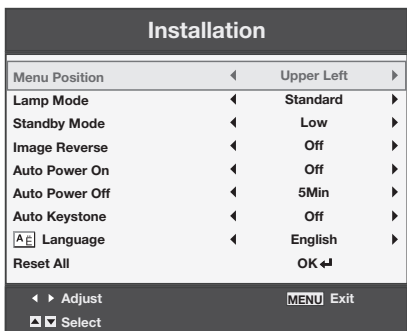 Installation
Menu Position Upper Left
Lamp Mode Standard
Standby Mode Low
Image Reverse Off
Auto Power On Off
Auto Power Off 5Min
Auto Keystone Off
Language English
Reset All OK
Adjust MENU Exit
Select